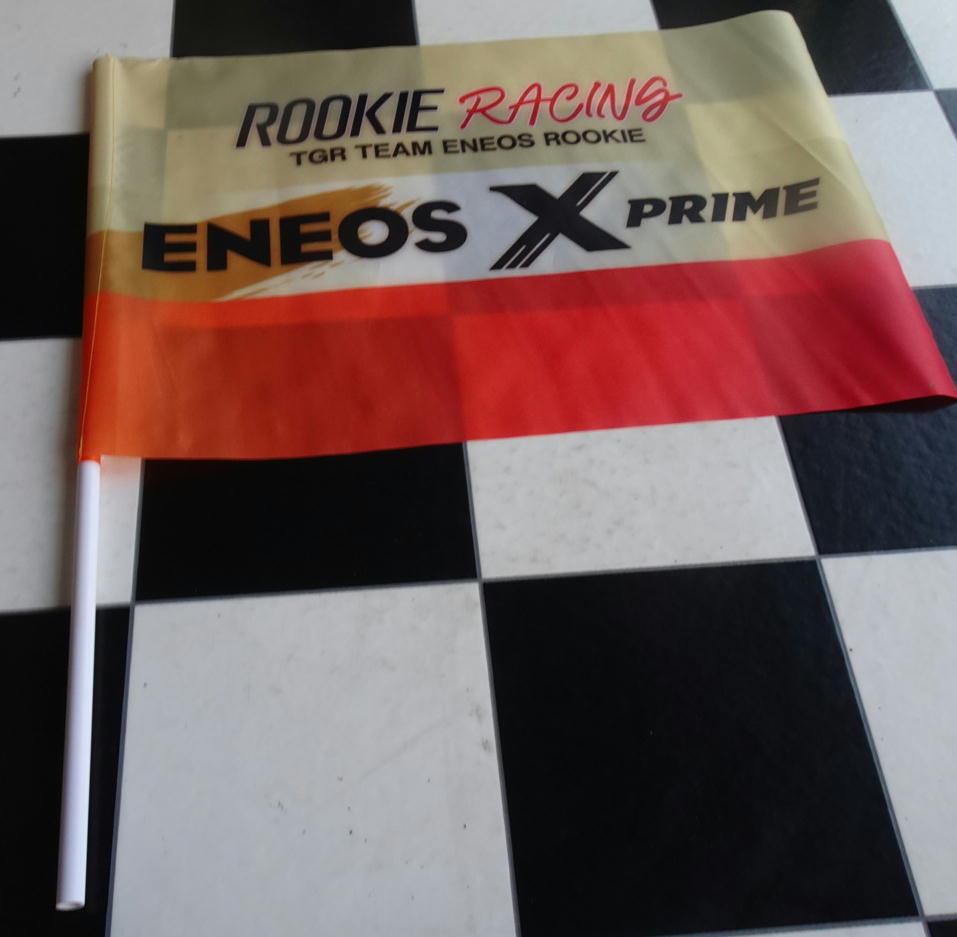 ROOKIE RACING
TGR TEAM ENEOS ROOKIE
ENEOS X PRIME